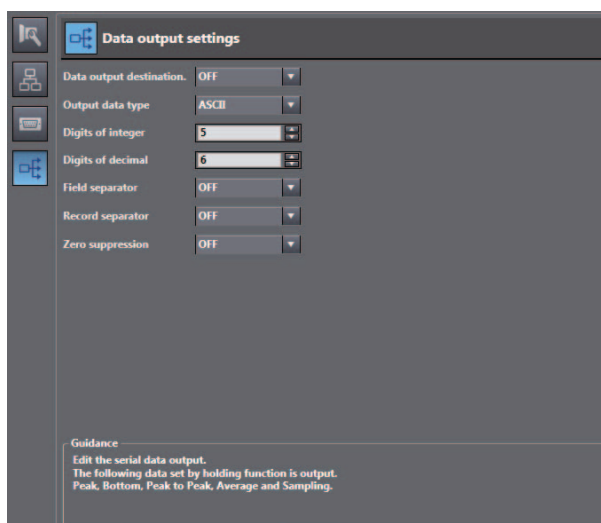 Data output settings
Data output destination. OFF
Output data type ASCII
Digits of integer 5
Digits of decimal 6
Field separator OFF
Record separator OFF
Zero suppression OFF
Guidance
Edit the serial data output.
The following data set by holding function is output.
Peak, Bottom, Peak to Peak, Average and Sampling.